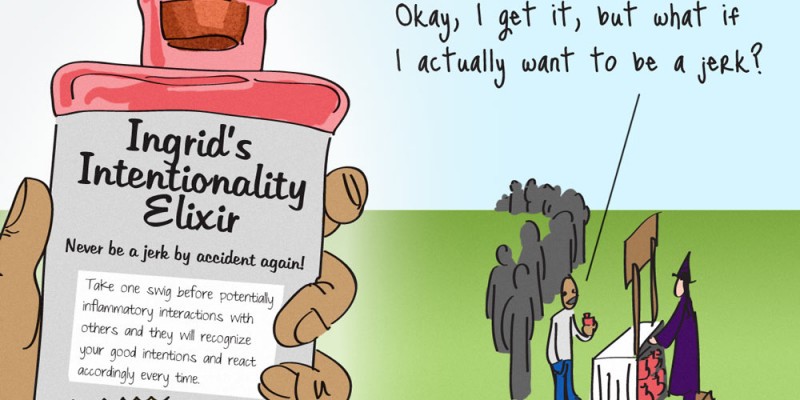 Ingrid's
Intentionality
Elixir
Never be a jerk by accident again!
Take one swig before potentially
inflammatory interactions with
others and they will recognize
your good intentions and react
accordingly every time.
Okay, I get it, but what if
I actually want to be a jerk?